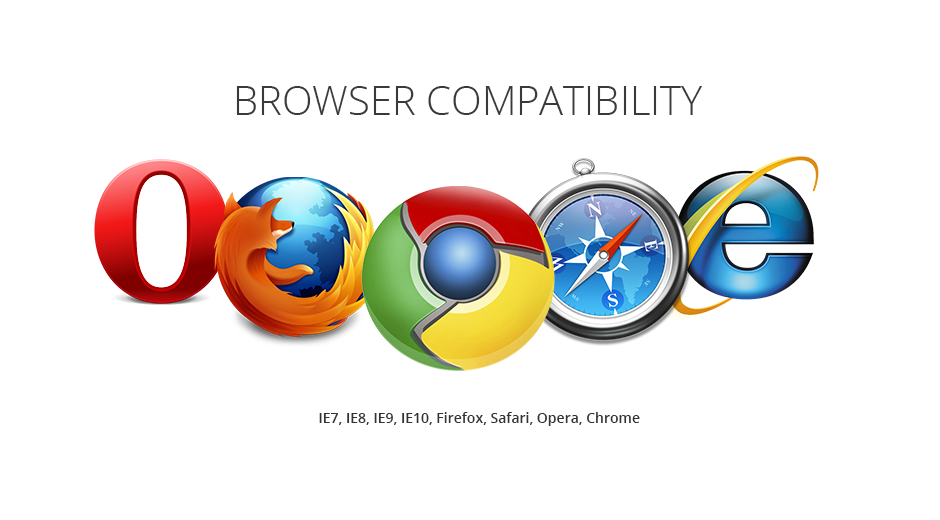 BROWSER COMPATIBILITY
N
E
S
W
IE7, IE8, IE9, IE10, Firefox, Safari, Opera, Chrome